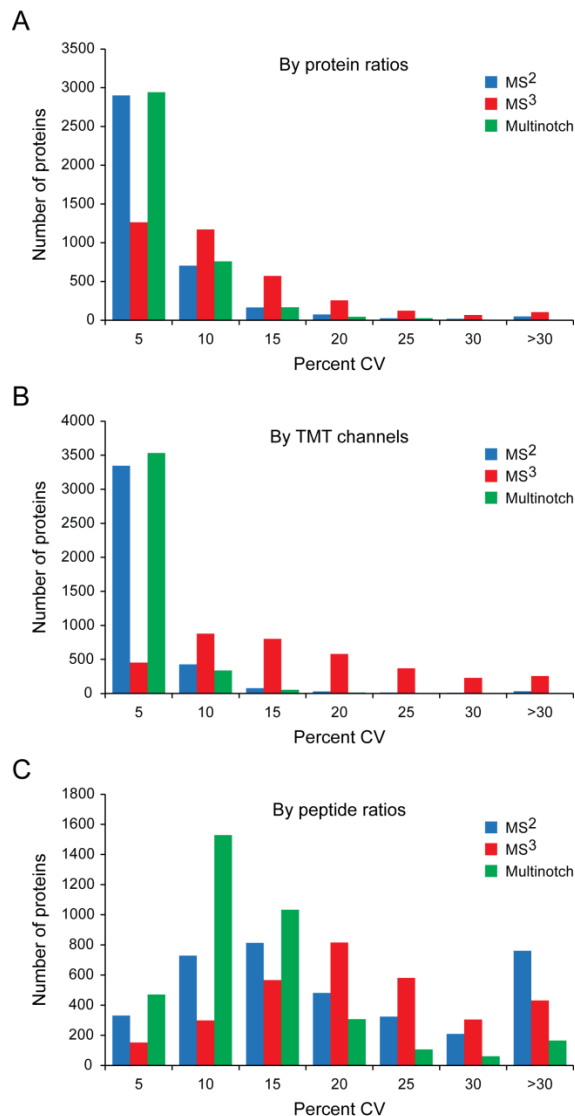 A
By protein ratios
MS2
MS3
Multinotch
Number of proteins
3500
3000
2500
2000
1500
1000
500
0
5 10 15 20 25 30 >30
Percent CV
B
By TMT channels
MS2
MS3
Multinotch
Number of proteins
4000
3500
3000
2500
2000
1500
1000
500
0
5 10 15 20 25 30 >30
Percent CV
C
By peptide ratios
MS2
MS3
Multinotch
Number of proteins
1800
1600
1400
1200
1000
800
600
400
200
0
5 10 15 20 25 30 >30
Percent CV